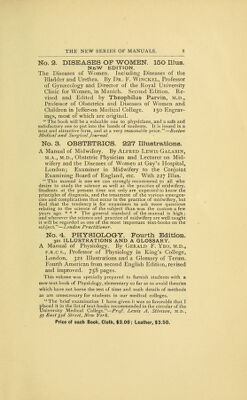 THE NEW SERIES OF MANUALS. 3
No. 2. DISEASES OF WOMEN. 150 Illus.
NEW EDITION.
The Diseases of Women. Including Diseases of the
Bladder and Urethra. By DR. F. WINCKEL, Professor
of Gynæcology and Director of the Royal University
Clinic for Women, in Munich. Second Edition. Re-
vised and Edited by Theophilus Parvin, M.D.,
Professor of Obstetrics and Diseases of Women and
Children in Jefferson Medical College. 150 Engrav-
ings, most of which are original.
"The book will be a valuable one to physicians, and a safe and
satisfactory one to put into the hands of students. It is issued in a
neat and attractive form, and at a very reasonable price."—Boston
Medical and Surgical Journal.
No. 3. OBSTETRICS. 227 Illustrations.
A Manual of Midwifery. By ALFRED LEWIS GALABIN,
M.A., M.D., Obstetric Physician and Lecturer on Mid-
wifery and the Diseases of Women at Guy's Hospital,
London; Examiner in Midwifery to the Conjoint
Examining Board of England, etc. With 227 Illus.
"This manual is one we can strongly recommend to all who
desire to study the science as well as the practice of midwifery.
Students at the present time not only are expected to know the
principles of diagnosis, and the treatment of the various emergen-
cies and complications that occur in the practice of midwifery, but
find that the tendency is for examiners to ask more questions
relating to the science of the subject than was the custom a few
years ago. * * * The general standard of the manual is high;
and wherever the science and practice of midwifery are well taught
it will be regarded as one of the most important text-books on the
subject."—London Practitioner.
No. 4. PHYSIOLOGY. Fourth Edition.
321 ILLUSTRATIONS AND A GLOSSARY.
A Manual of Physiology. By GERALD F. YEO, M.D.,
F.R.C.S., Professor of Physiology in King's College,
London. 321 Illustrations and a Glossary of Terms.
Fourth American from second English Edition, revised
and improved. 758 pages.
This volume was specially prepared to furnish students with a
new text-book of Physiology, elementary so far as to avoid theories
which have not borne the test of time and such details of methods
as are unnecessary for students in our medical colleges.
"The brief examination I have given it was so favorable that I
placed it in the list of text-books recommended in the circular of the
University Medical College."—Prof. Lewis A. Stimson, M.D.,
37 East 33d Street, New York.
Price of each Book, Cloth, $3.00; Leather, $3.50.